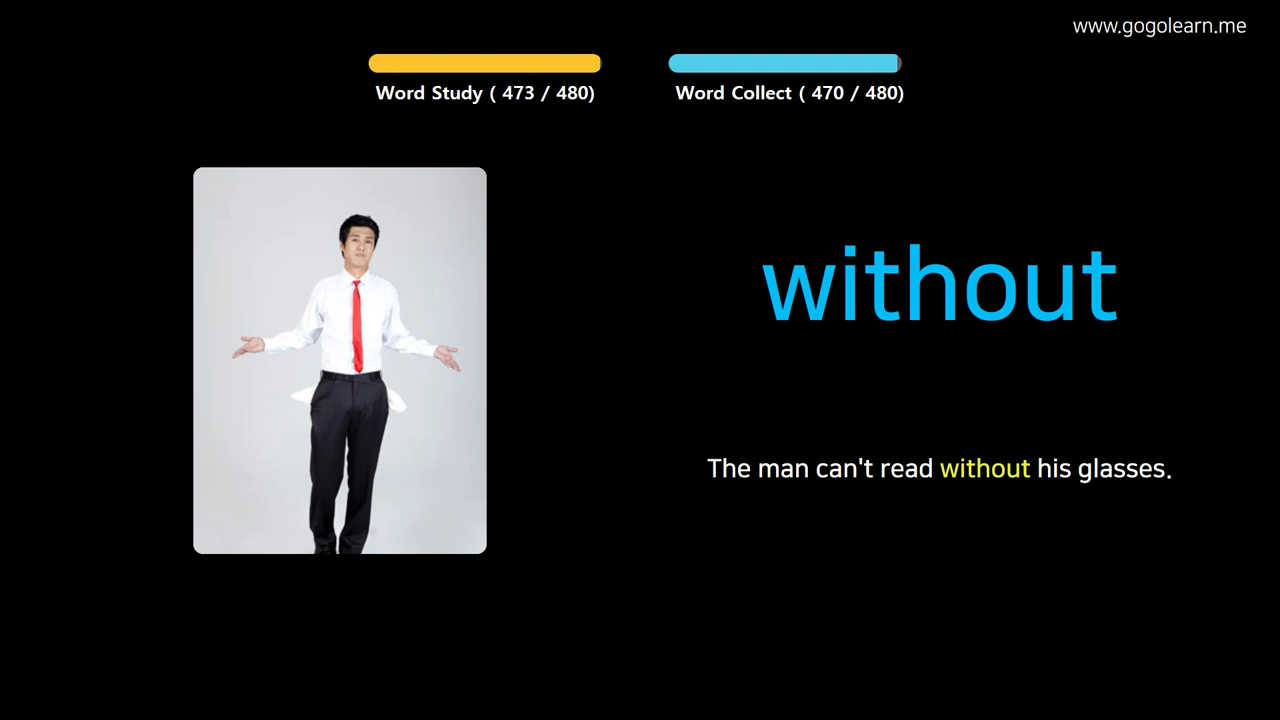 www.gogolearn.me
Word Study ( 473 / 480)
Word Collect ( 470 / 480)
without
The man can't read without his glasses.